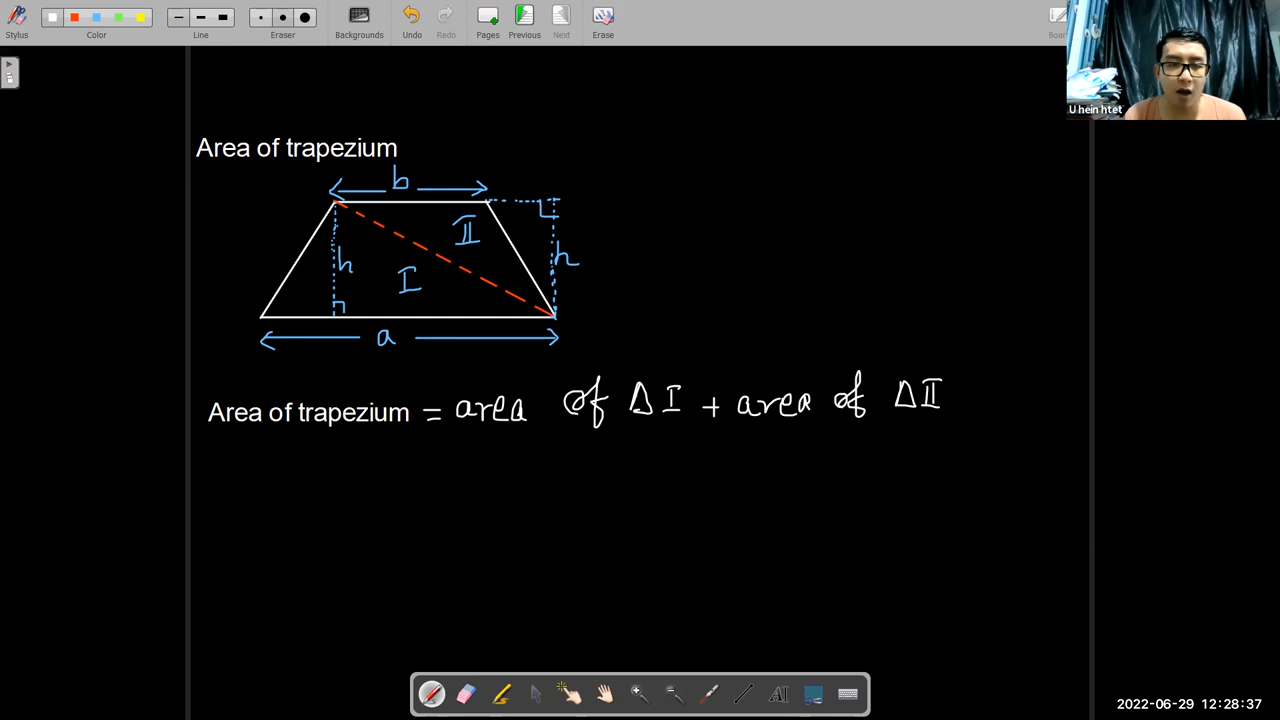 Stylus Color Line Eraser Backgrounds Undo Redo Pages Previous Next Erase
U hein htet
Area of trapezium
b
II
h
h
I
a
Area of trapezium = area of Δ I + area of Δ II
AI
2022-06-29 12:28:37